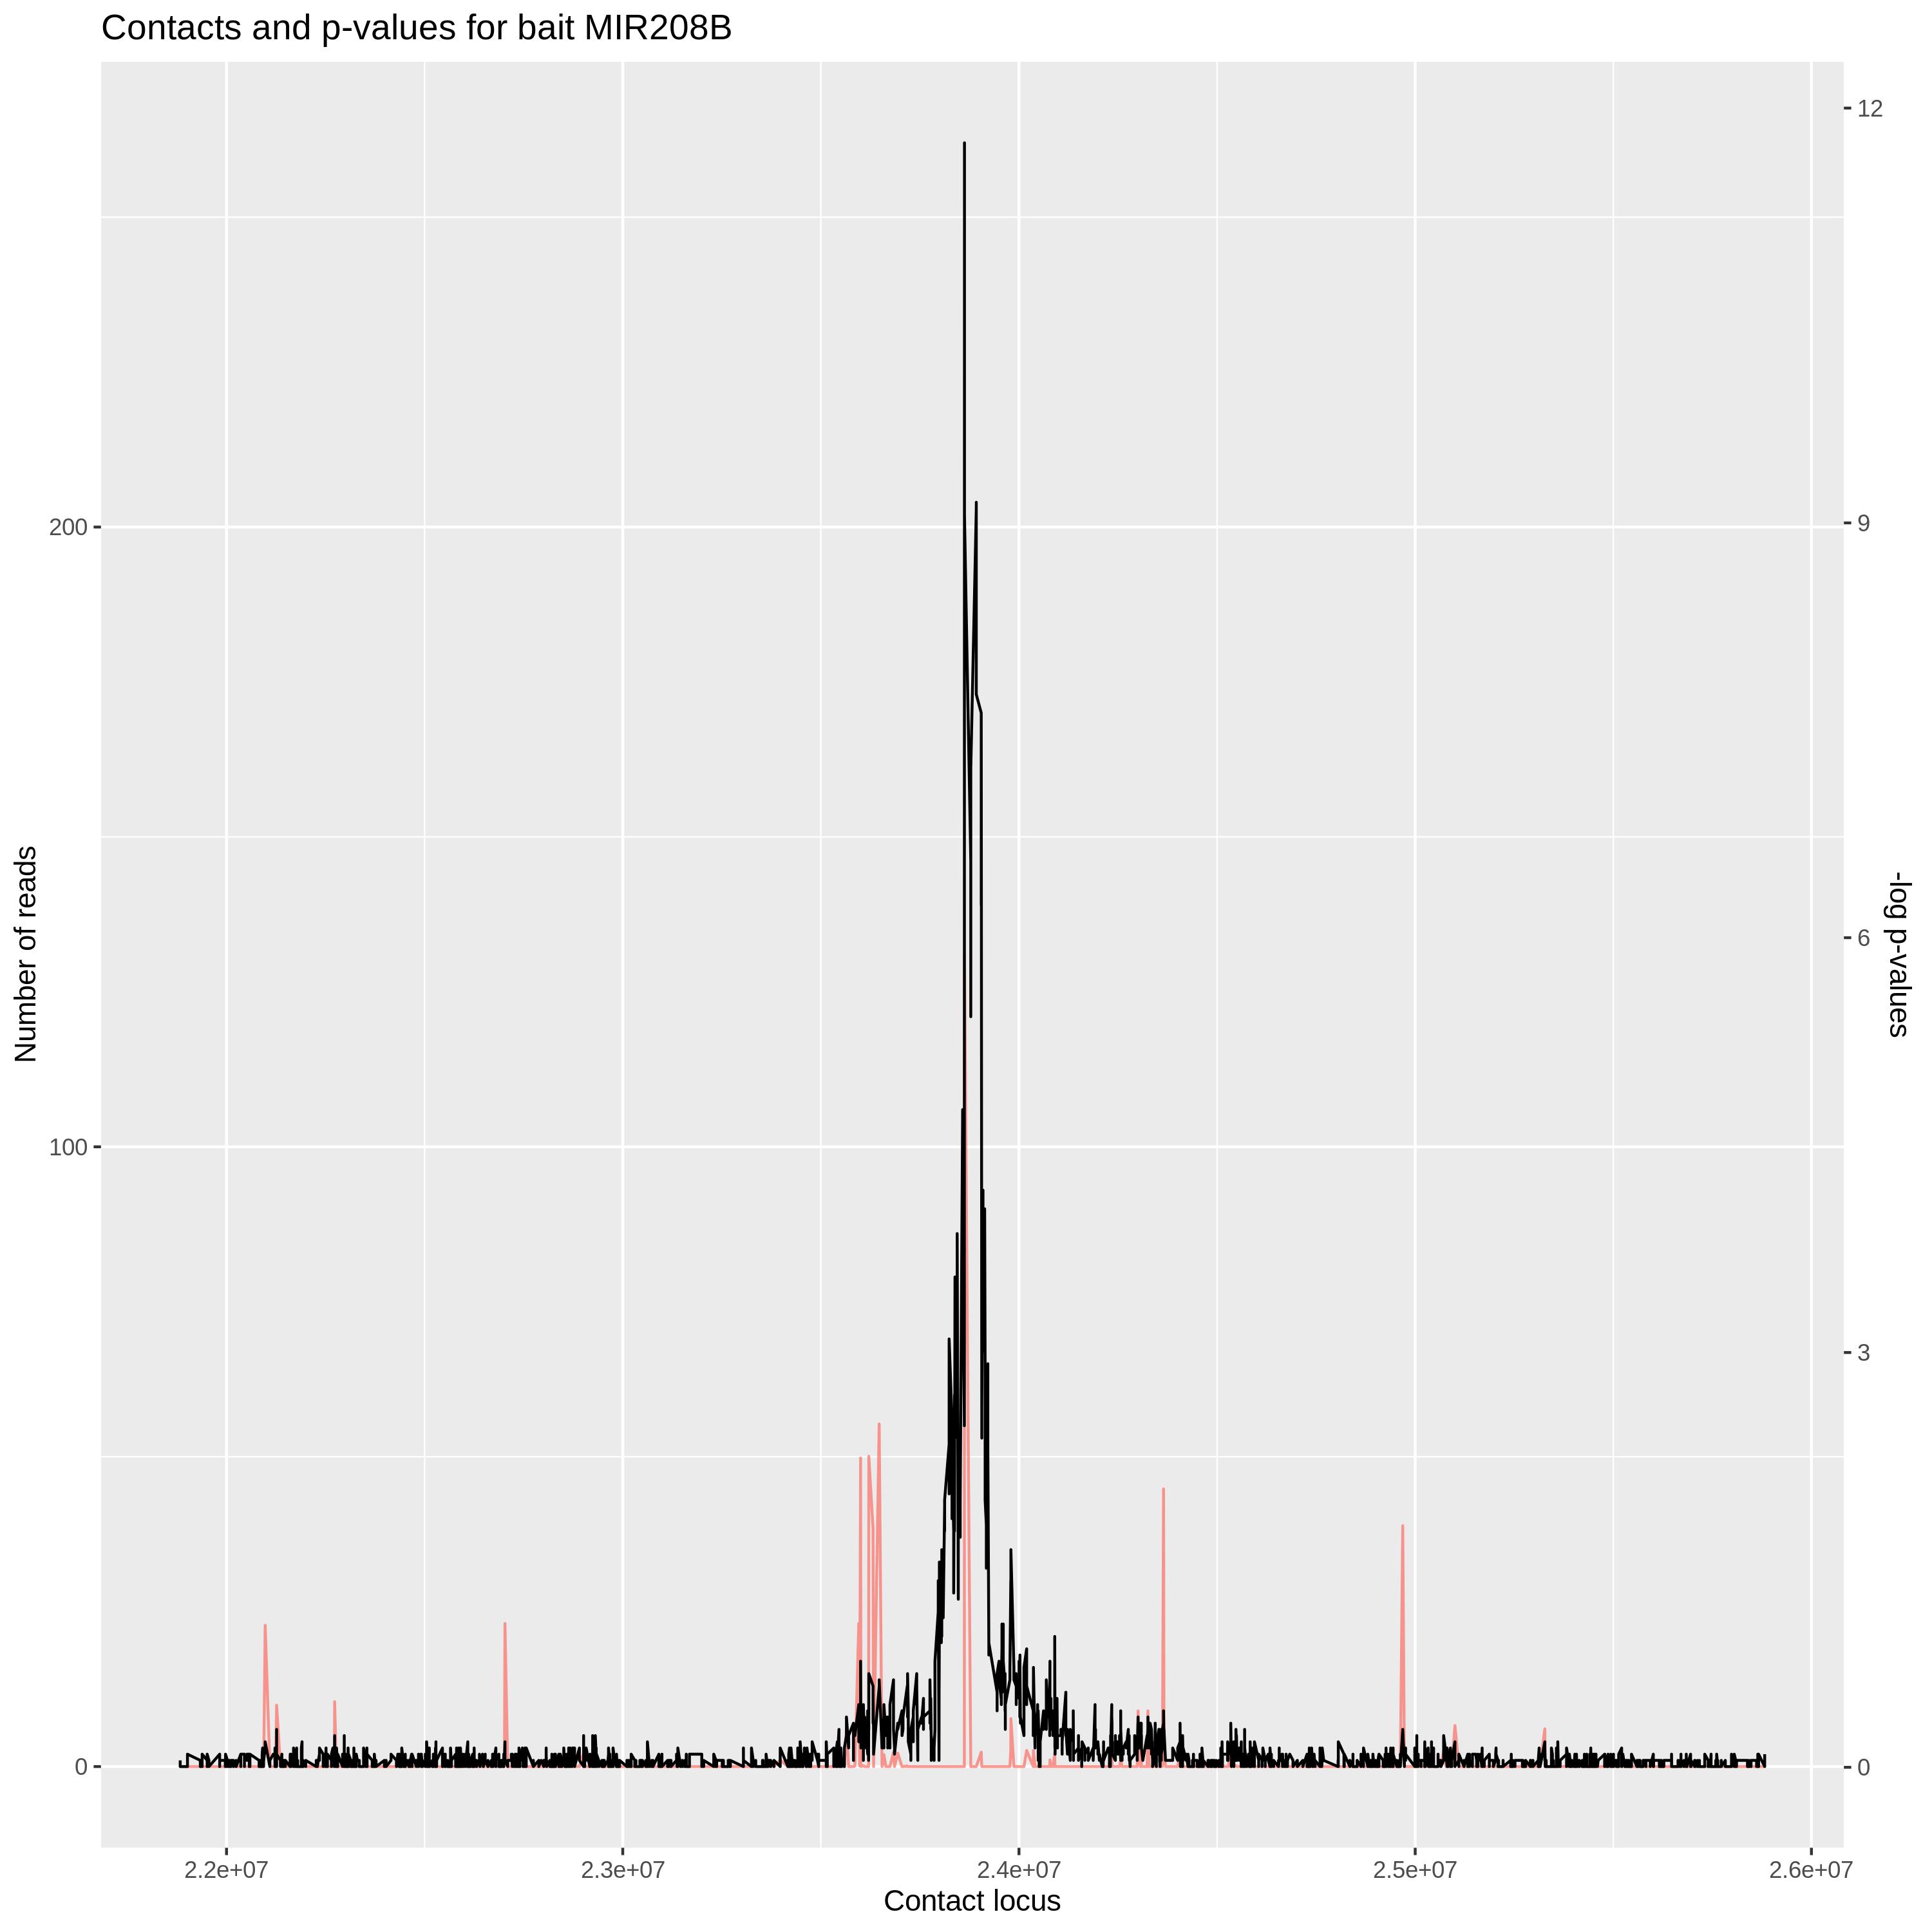 Contacts and p-values for bait MIR208B
12
200
9
6
Number of reads
-log p-values
100
3
0
0
2.2e+07
2.3e+07
2.4e+07
2.5e+07
2.6e+07
Contact locus